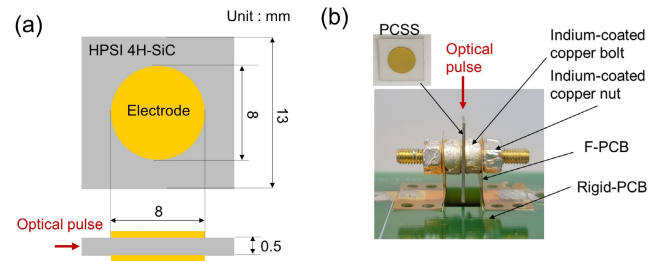 (a)
Unit : mm
HPSI 4H-SiC
Electrode
8
13
8
Optical pulse
0.5
(b)
PCSS
Optical
pulse
Indium-coated
copper bolt
Indium-coated
copper nut
F-PCB
Rigid-PCB